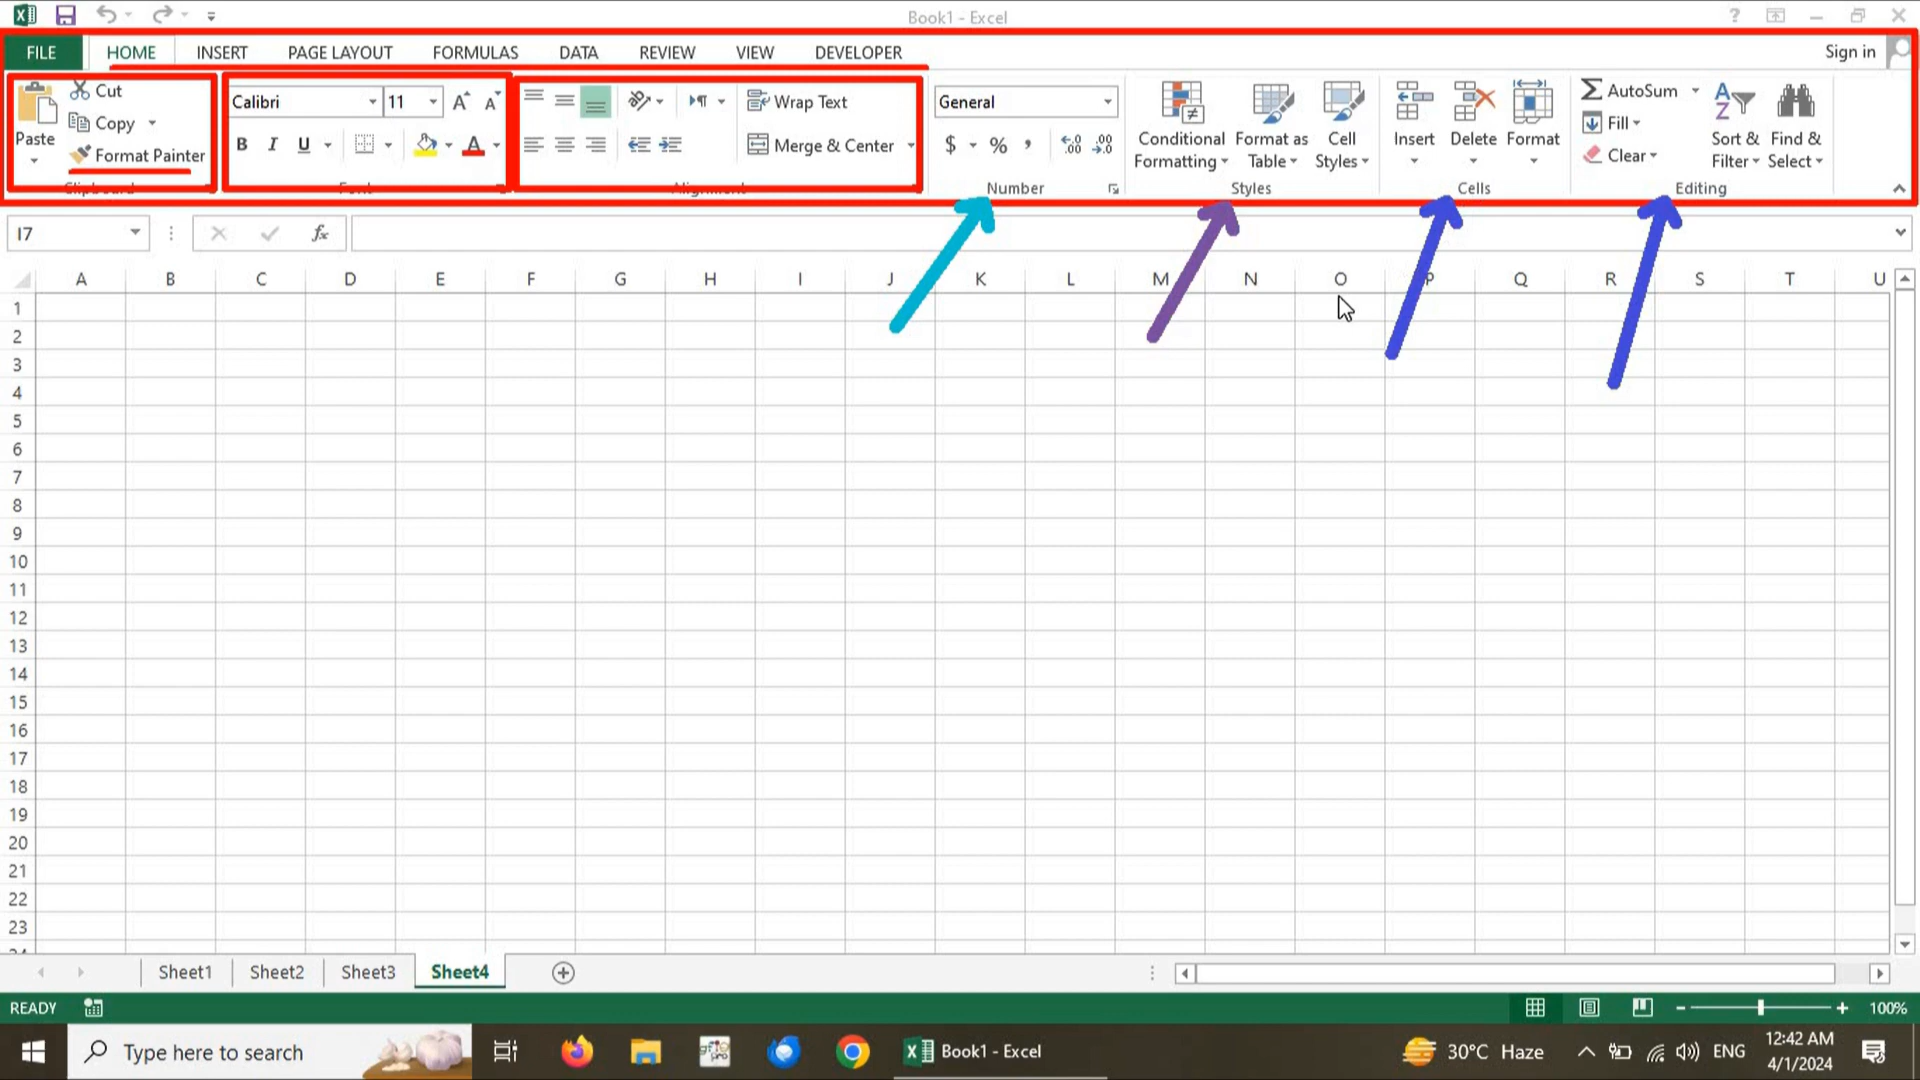 Book1 - Excel
?
FILE HOME INSERT PAGE LAYOUT FORMULAS DATA REVIEW VIEW DEVELOPER Sign in
Paste
Cut
Copy
Format Painter
Clipboard
Calibri 11
B I U
Font
Wrap Text
Merge & Center
Alignment
General
$ % ,
Number
Conditional Formatting
Format as Table
Cell Styles
Styles
Insert
Delete
Format
Cells
AutoSum
Fill
Clear
Sort & Filter
Find & Select
Editing
I7
fx
A B C D E F G H I J K L M N O P Q R S T U
1
2
3
4
5
6
7
8
9
10
11
12
13
14
15
16
17
18
19
20
21
22
23
Sheet1 Sheet2 Sheet3 Sheet4
READY
100%
Type here to search
Book1 - Excel
30°C Haze
ENG
12:42 AM
4/1/2024